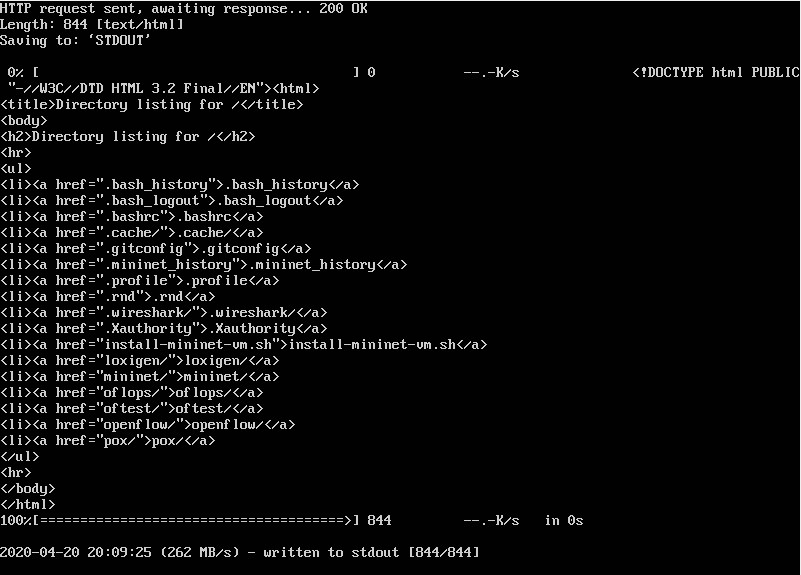 HTTP request sent, awaiting response... 200 OK
Length: 844 [text/html]
Saving to: ‘STDOUT’
 0% [                                       ] 0           --.-K/s              <!DOCTYPE html PUBLIC
 "-//W3C//DTD HTML 3.2 Final//EN"><html>
<title>Directory listing for /</title>
<body>
<h2>Directory listing for /</h2>
<hr>
<ul>
<li><a href=".bash_history">.bash_history</a>
<li><a href=".bash_logout">.bash_logout</a>
<li><a href=".bashrc">.bashrc</a>
<li><a href=".cache/">.cache/</a>
<li><a href=".gitconfig">.gitconfig</a>
<li><a href=".mininet_history">.mininet_history</a>
<li><a href=".profile">.profile</a>
<li><a href=".rnd">.rnd</a>
<li><a href=".wireshark/">.wireshark/</a>
<li><a href=".Xauthority">.Xauthority</a>
<li><a href="install-mininet-vm.sh">install-mininet-vm.sh</a>
<li><a href="loxigen/">loxigen/</a>
<li><a href="mininet/">mininet/</a>
<li><a href="oflops/">oflops/</a>
<li><a href="oftest/">oftest/</a>
<li><a href="openflow/">openflow/</a>
<li><a href="pox/">pox/</a>
</ul>
<hr>
</body>
</html>
100%[======================================>] 844         --.-K/s   in 0s
2020-04-20 20:09:25 (262 MB/s) - written to stdout [844/844]